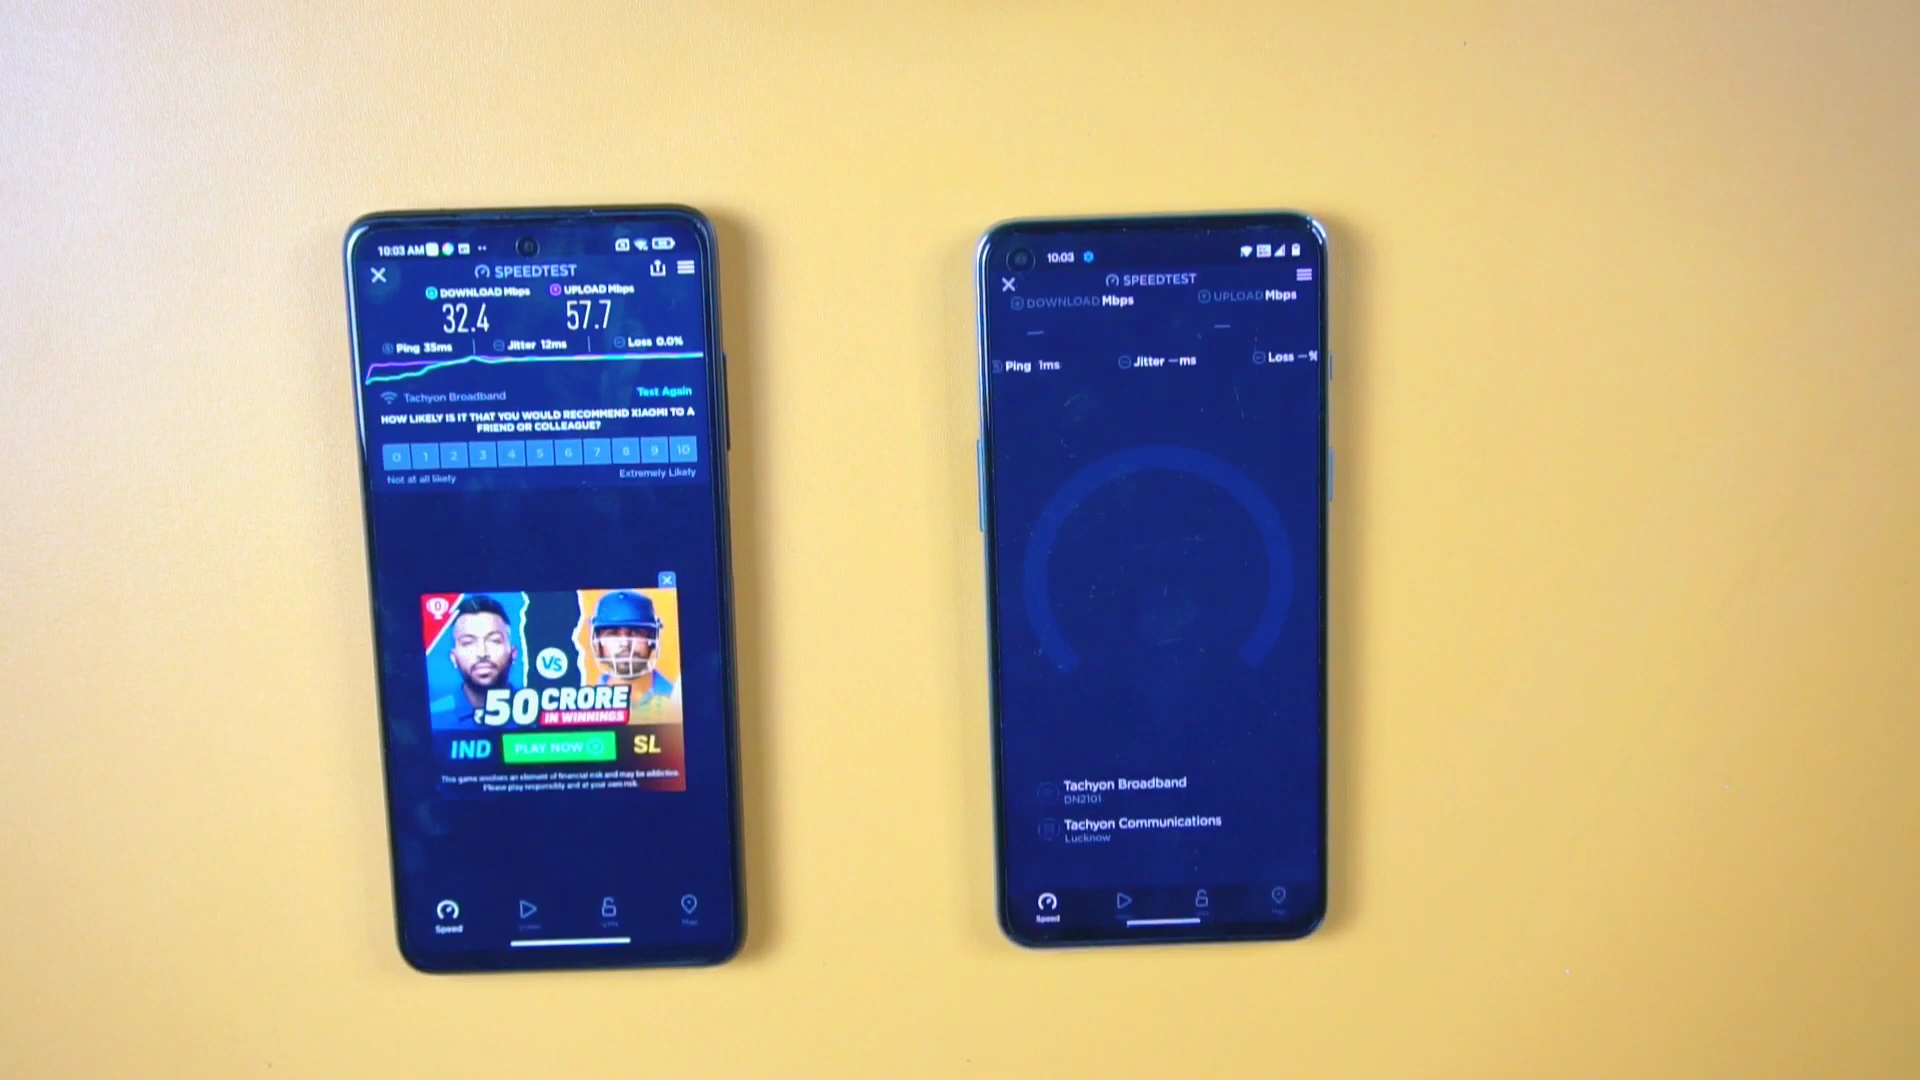 10:03 AM
SPEEDTEST
DOWNLOAD Mbps
UPLOAD Mbps
32.4
57.7
Ping 35ms
Jitter 12ms
Loss 0.0%
Tachyon Broadband
Test Again
HOW LIKELY IS IT THAT YOU WOULD RECOMMEND XIAOMI TO A
FRIEND OR COLLEAGUE?
0 1 2 3 4 5 6 7 8 9 10
Not at all likely
Extremely Likely
VS
₹50 CRORE
IN WINNINGS
IND
PLAY NOW
SL
This game involves an element of financial risk and may be addictive.
Please play responsibly and at your own risk.
Speed
VPN
Map
10:03
SPEEDTEST
DOWNLOAD Mbps
UPLOAD Mbps
Ping 1ms
Jitter —ms
Loss —%
Tachyon Broadband
DN2101
Tachyon Communications
Lucknow
Speed